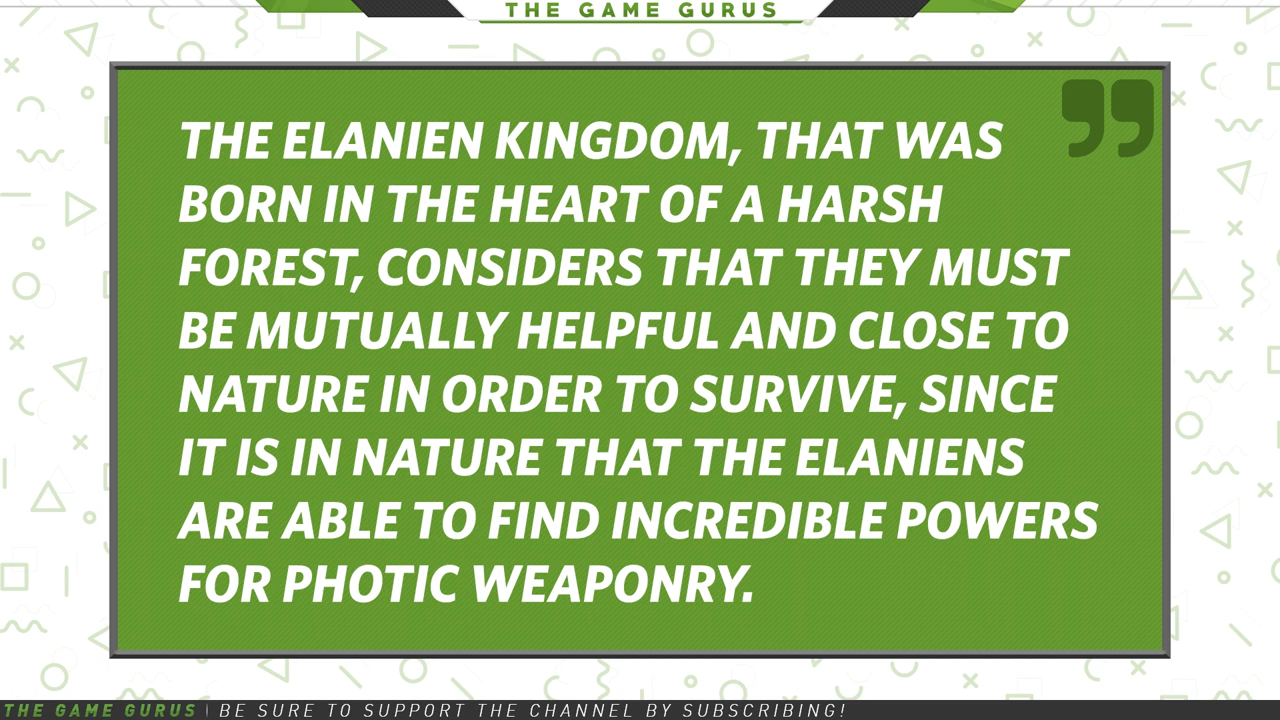 THE GAME GURUS
THE ELANIEN KINGDOM, THAT WAS
BORN IN THE HEART OF A HARSH
FOREST, CONSIDERS THAT THEY MUST
BE MUTUALLY HELPFUL AND CLOSE TO
NATURE IN ORDER TO SURVIVE, SINCE
IT IS IN NATURE THAT THE ELANIENS
ARE ABLE TO FIND INCREDIBLE POWERS
FOR PHOTIC WEAPONRY.
THE GAME GURUS | BE SURE TO SUPPORT THE CHANNEL BY SUBSCRIBING!